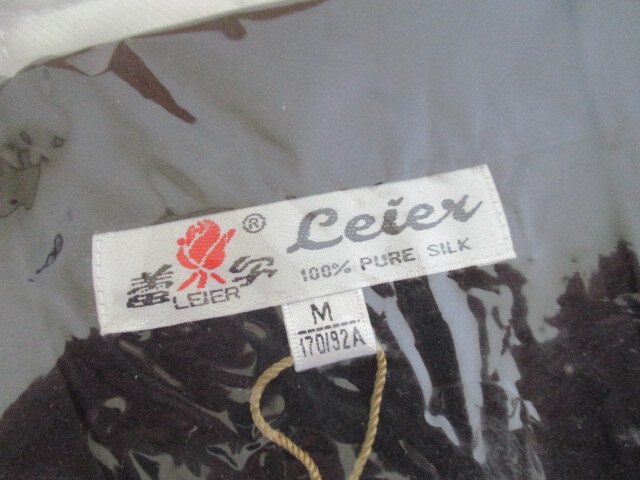 ® Leier
100% PURE SILK
蕾
LEIER
M
170/92A